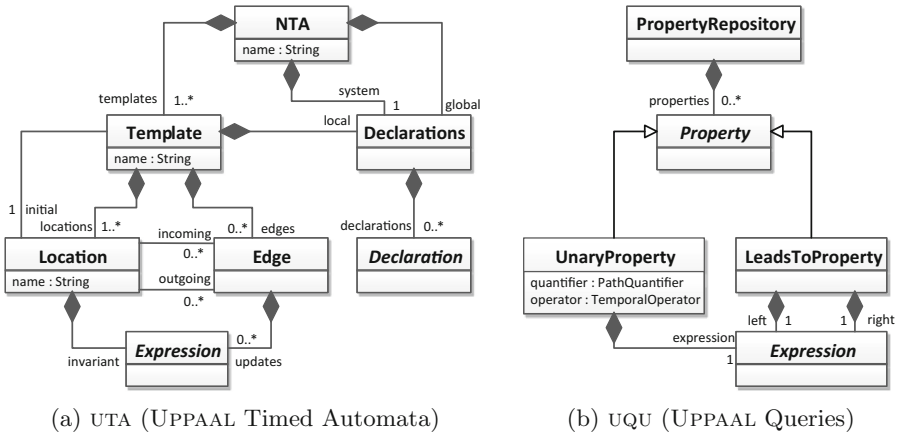 NTA
name : String
templates
1..*
system
1
global
Template
name : String
local
Declarations
1
initial
locations
1..*
0..*
edges
declarations
0..*
Location
name : String
incoming
0..*
outgoing
0..*
Edge
Declaration
invariant
Expression
0..*
updates
(a) UTA (UPPAAL Timed Automata)
PropertyRepository
properties
0..*
Property
UnaryProperty
quantifier : PathQuantifier
operator : TemporalOperator
LeadsToProperty
left
1
1
right
expression
1
Expression
(b) UQU (UPPAAL Queries)